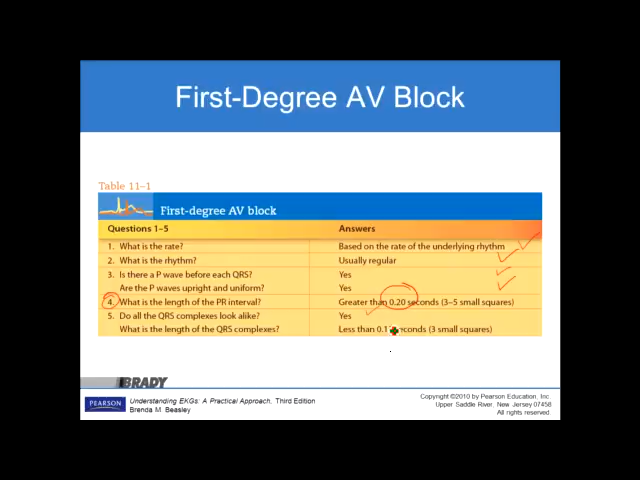 First-Degree AV Block
Table 11-1
First-degree AV block
Questions 1–5 Answers
1. What is the rate? Based on the rate of the underlying rhythm
2. What is the rhythm? Usually regular
3. Is there a P wave before each QRS? Yes
Are the P waves upright and uniform? Yes
4. What is the length of the PR interval? Greater than 0.20 seconds (3–5 small squares)
5. Do all the QRS complexes look alike? Yes
What is the length of the QRS complexes? Less than seconds (3 small squares)
BRADY
PEARSON
Understanding EKGs: A Practical Approach, Third Edition
Brenda M. Beasley
Copyright ©2010 by Pearson Education, Inc.
Upper Saddle River, New Jersey 07458
All rights reserved.